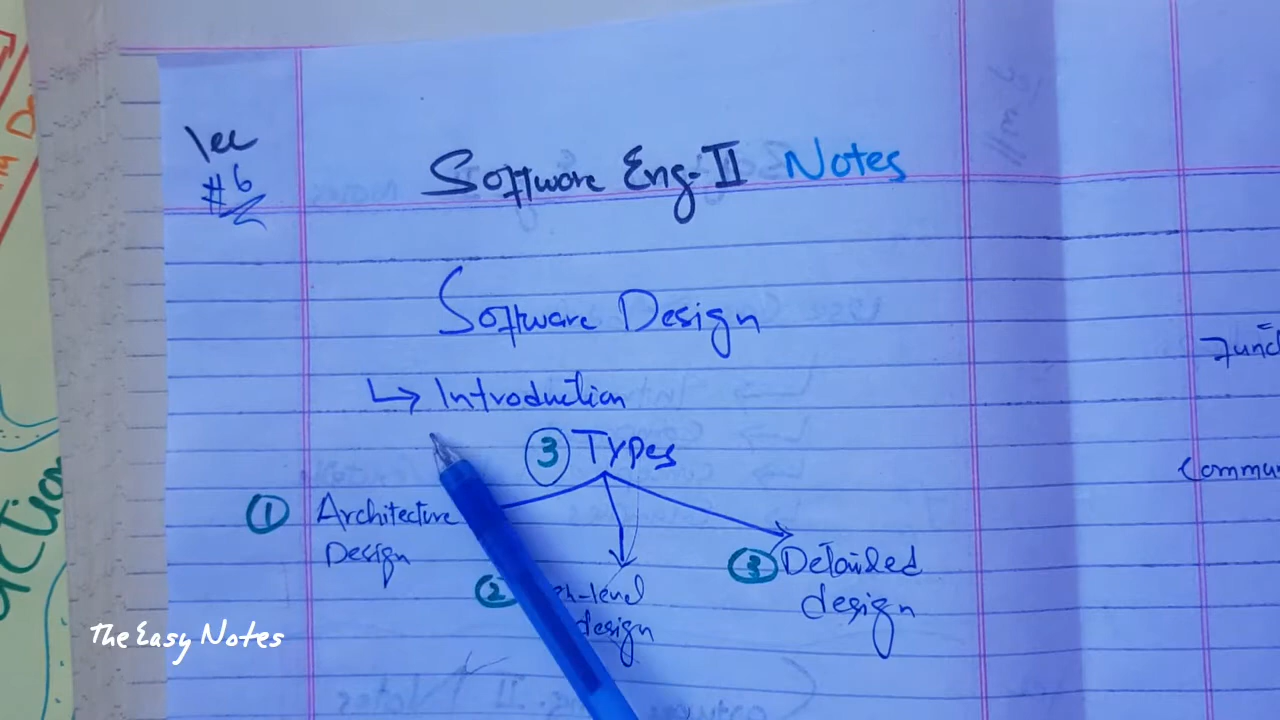 lec
#6
Software Eng-II Notes
Software Design
↳ Introduction
③ Types
① Architecture
Design
② level
design
③ Detailed
design
The Easy Notes